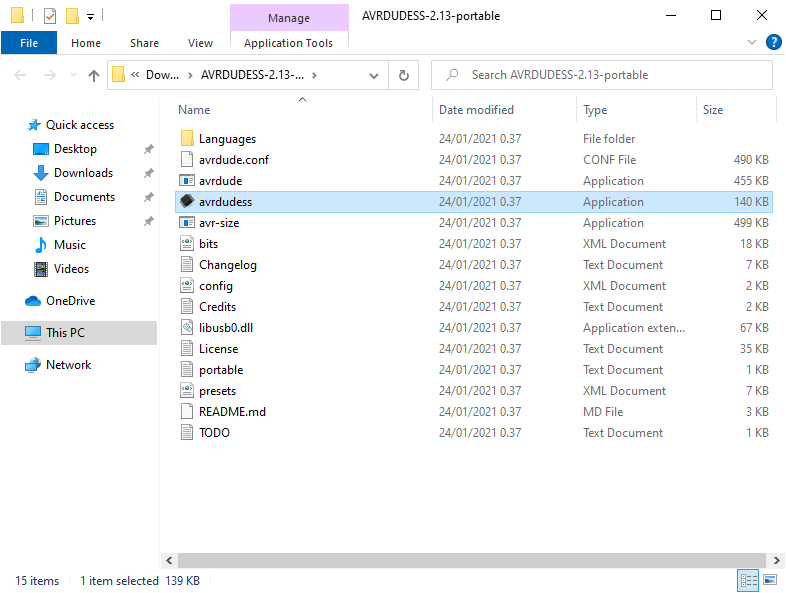 Manage
AVRDUDESS-2.13-portable
File Home Share View Application Tools
« Dow... › AVRDUDESS-2.13-... ›
Search AVRDUDESS-2.13-portable
Quick access
Desktop
Downloads
Documents
Pictures
Music
Videos
OneDrive
This PC
Network
Name Date modified Type Size
Languages 24/01/2021 0.37 File folder
avrdude.conf 24/01/2021 0.37 CONF File 490 KB
avrdude 24/01/2021 0.37 Application 455 KB
avrdudess 24/01/2021 0.37 Application 140 KB
avr-size 24/01/2021 0.37 Application 499 KB
bits 24/01/2021 0.37 XML Document 18 KB
Changelog 24/01/2021 0.37 Text Document 7 KB
config 24/01/2021 0.37 XML Document 2 KB
Credits 24/01/2021 0.37 Text Document 2 KB
libusb0.dll 24/01/2021 0.37 Application exten... 67 KB
License 24/01/2021 0.37 Text Document 35 KB
portable 24/01/2021 0.37 Text Document 1 KB
presets 24/01/2021 0.37 XML Document 7 KB
README.md 24/01/2021 0.37 MD File 3 KB
TODO 24/01/2021 0.37 Text Document 1 KB
15 items 1 item selected 139 KB